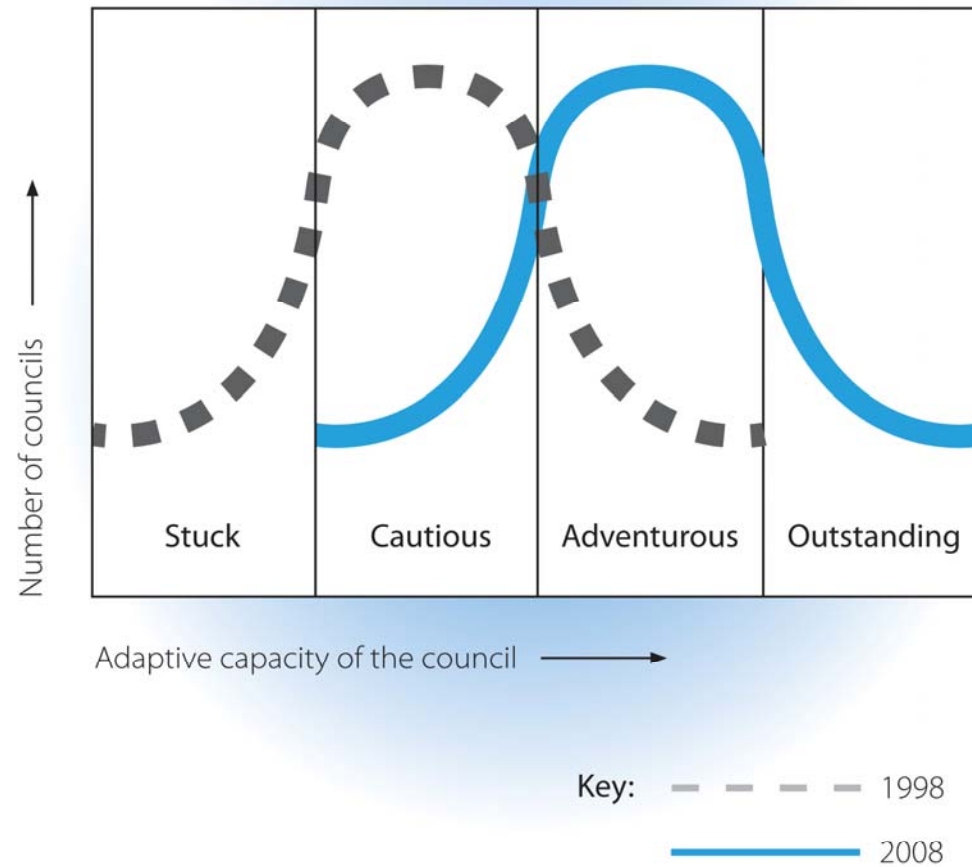 Number of councils
Stuck
Cautious
Adventurous
Outstanding
Adaptive capacity of the council
Key:
1998
2008